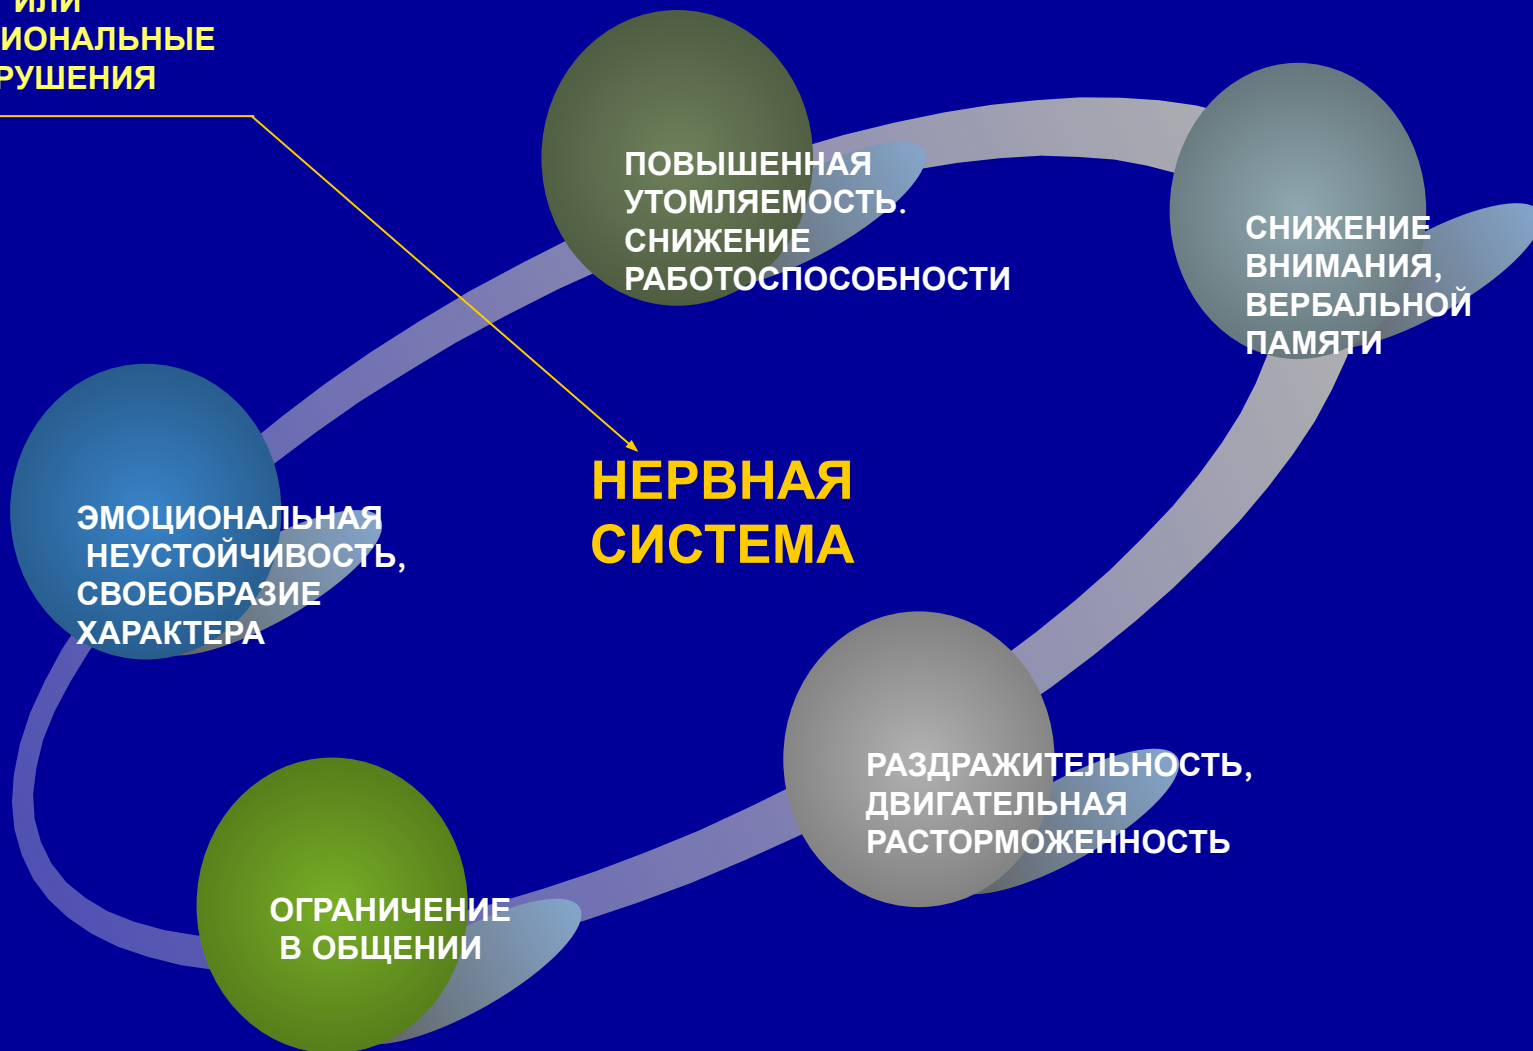 ИЛИ
ИОНАЛЬНЫЕ
РУШЕНИЯ
ПОВЫШЕННАЯ
УТОМЛЯЕМОСТЬ.
СНИЖЕНИЕ
РАБОТОСПОСОБНОСТИ
СНИЖЕНИЕ
ВНИМАНИЯ,
ВЕРБАЛЬНОЙ
ПАМЯТИ
НЕРВНАЯ
СИСТЕМА
ЭМОЦИОНАЛЬНАЯ
НЕУСТОЙЧИВОСТЬ,
СВОЕОБРАЗИЕ
ХАРАКТЕРА
РАЗДРАЖИТЕЛЬНОСТЬ,
ДВИГАТЕЛЬНАЯ
РАСТОРМОЖЕННОСТЬ
ОГРАНИЧЕНИЕ
В ОБЩЕНИИ